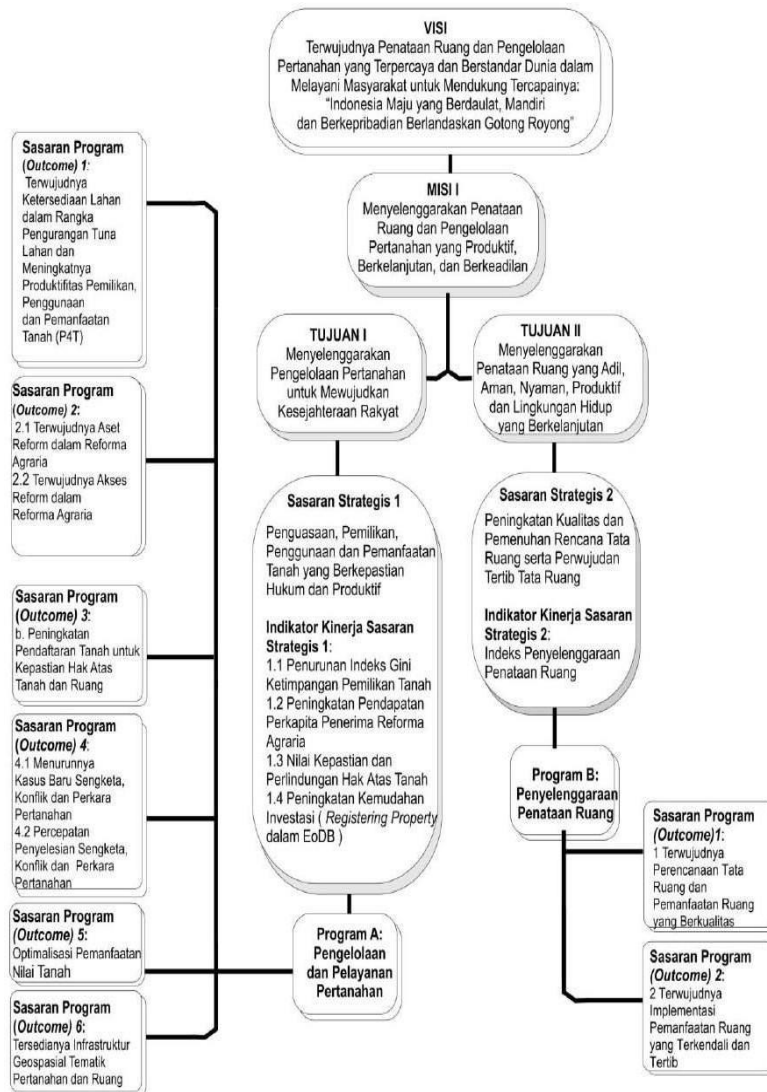 VISI
Terwujudnya Penataan Ruang dan Pengelolaan
Pertanahan yang Terpercaya dan Berstandar Dunia dalam
Melayani Masyarakat untuk Mendukung Tercapainya:
“Indonesia Maju yang Berdaulat, Mandiri
dan Berkepribadian Berlandaskan Gotong Royong”
MISI I
Menyelenggarakan Penataan
Ruang dan Pengelolaan
Pertanahan yang Produktif,
Berkelanjutan, dan Berkeadilan
TUJUAN I
Menyelenggarakan
Pengelolaan Pertanahan
untuk Mewujudkan
Kesejahteraan Rakyat
TUJUAN II
Menyelenggarakan
Penataan Ruang yang Adil,
Aman, Nyaman, Produktif
dan Lingkungan Hidup
yang Berkelanjutan
Sasaran Strategis 1
Penguasaan, Pemilikan,
Penggunaan dan Pemanfaatan
Tanah yang Berkepastian
Hukum dan Produktif
Indikator Kinerja Sasaran
Strategis 1:
1.1 Penurunan Indeks Gini
Ketimpangan Pemilikan Tanah
1.2 Peningkatan Pendapatan
Perkapita Penerima Reforma
Agraria
1.3 Nilai Kepastian dan
Perlindungan Hak Atas Tanah
1.4 Peningkatan Kemudahan
Investasi ( Registering Property
dalam EoDB )
Sasaran Strategis 2
Peningkatan Kualitas dan
Pemenuhan Rencana Tata
Ruang serta Perwujudan
Tertib Tata Ruang
Indikator Kinerja Sasaran
Strategis 2:
Indeks Penyelenggaraan
Penataan Ruang
Program A:
Pengelolaan
dan Pelayanan
Pertanahan
Program B:
Penyelenggaraan
Penataan Ruang
Sasaran Program
(Outcome) 1:
Terwujudnya
Ketersediaan Lahan
dalam Rangka
Pengurangan Tuna
Lahan dan
Meningkatnya
Produktifitas Pemilikan,
Penggunaan
dan Pemanfaatan
Tanah (P4T)
Sasaran Program
(Outcome) 2:
2.1 Terwujudnya Aset
Reform dalam Reforma
Agraria
2.2 Terwujudnya Akses
Reform dalam
Reforma Agraria
Sasaran Program
(Outcome) 3:
b. Peningkatan
Pendaftaran Tanah untuk
Kepastian Hak Atas
Tanah dan Ruang
Sasaran Program
(Outcome) 4:
4.1 Menurunnya
Kasus Baru Sengketa,
Konflik dan Perkara
Pertanahan
4.2 Percepatan
Penyelesian Sengketa,
Konflik dan Perkara
Pertanahan
Sasaran Program
(Outcome) 5:
Optimalisasi Pemanfaatan
Nilai Tanah
Sasaran Program
(Outcome) 6:
Tersedianya Infrastruktur
Geospasial Tematik
Pertanahan dan Ruang
Sasaran Program
(Outcome)1:
1 Terwujudnya
Perencanaan Tata
Ruang dan
Pemanfaatan Ruang
yang Berkualitas
Sasaran Program
(Outcome) 2:
2 Terwujudnya
Implementasi
Pemanfaatan Ruang
yang Terkendali dan
Tertib